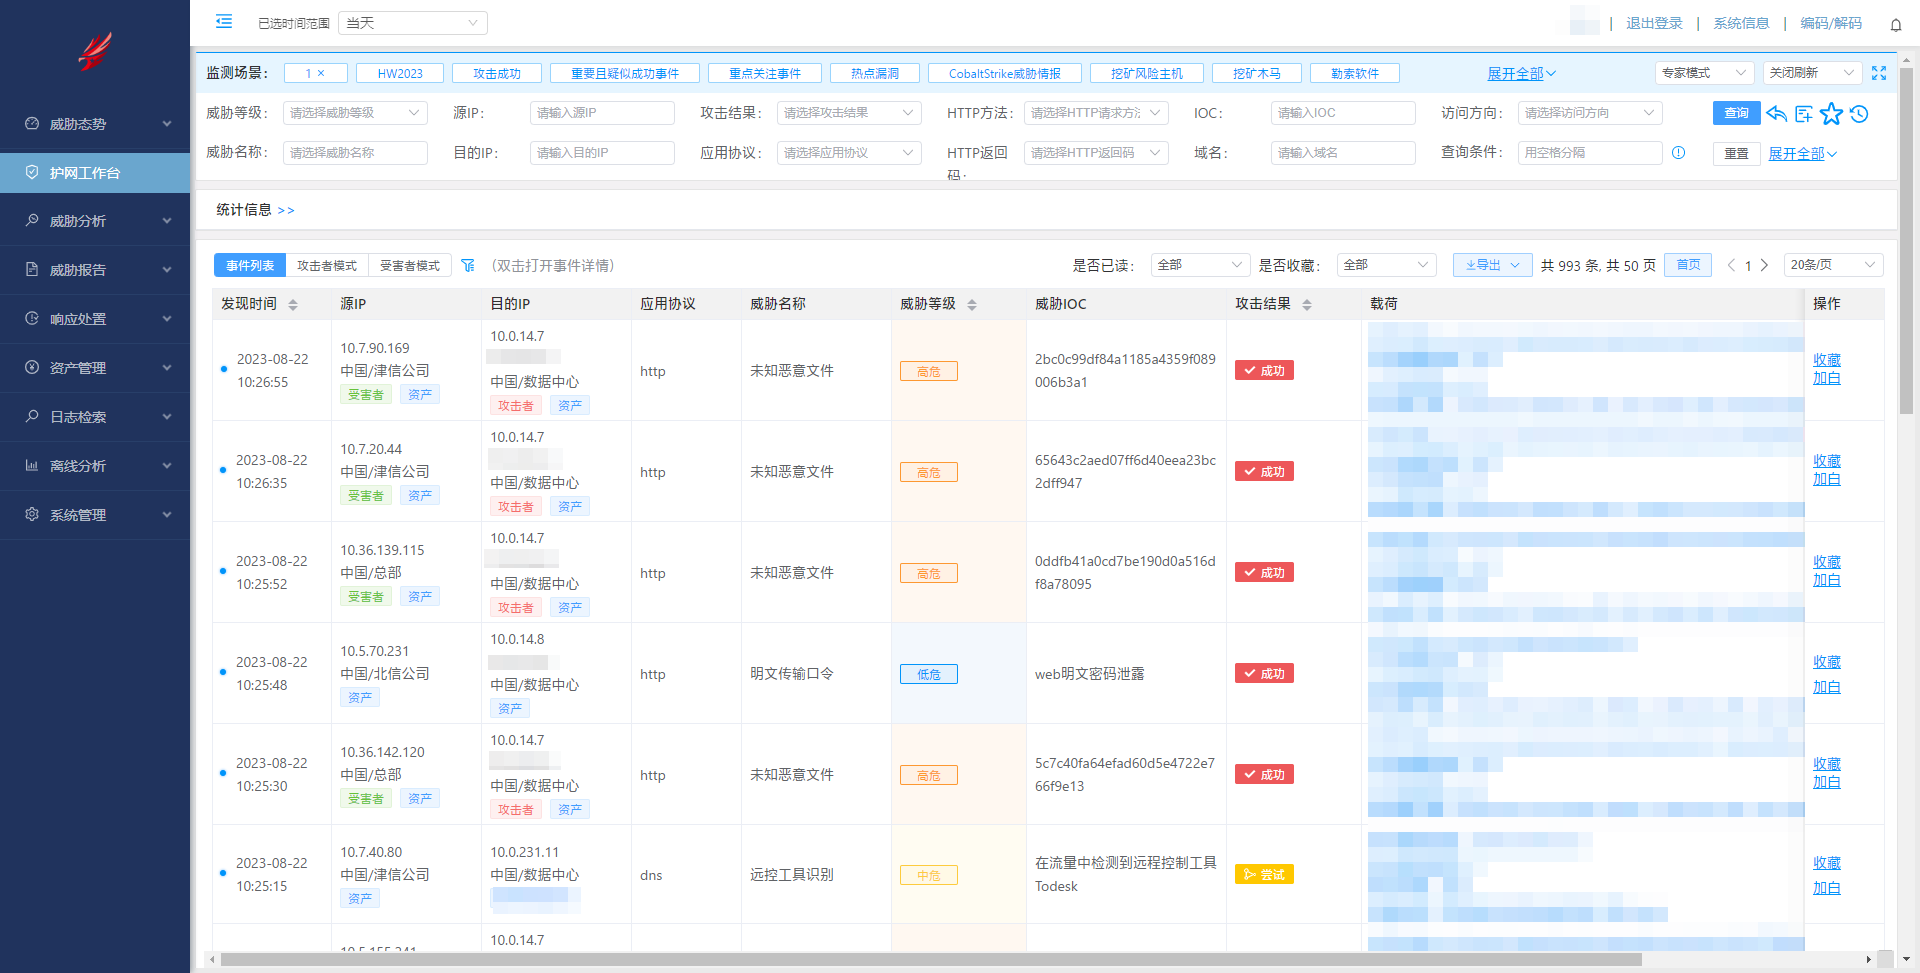 已选时间范围 当天
| 退出登录 | 系统信息 | 编码/解码
威胁态势
护网工作台
威胁分析
威胁报告
响应处置
资产管理
日志检索
离线分析
系统管理
监测场景： 1 × HW2023 攻击成功 重要且疑似成功事件 重点关注事件 热点漏洞 CobaltStrike威胁情报 挖矿风险主机 挖矿木马 勒索软件 展开全部 专家模式 关闭刷新
威胁等级： 请选择威胁等级 源IP： 请输入源IP 攻击结果： 请选择攻击结果 HTTP方法： 请选择HTTP请求方法 IOC： 请输入IOC 访问方向： 请选择访问方向 查询
威胁名称： 请选择威胁名称 目的IP： 请输入目的IP 应用协议： 请选择应用协议 HTTP返回码： 请选择HTTP返回码 域名： 请输入域名 查询条件： 用空格分隔 重置 展开全部
统计信息 >>
事件列表 攻击者模式 受害者模式 （双击打开事件详情） 是否已读： 全部 是否收藏： 全部 导出 共 993 条, 共 50 页 首页 1 20条/页
发现时间 源IP 目的IP 应用协议 威胁名称 威胁等级 威胁IOC 攻击结果 载荷 操作
2023-08-22
10:26:55
10.7.90.169
中国/津信公司
受害者 资产
10.0.14.7
中国/数据中心
攻击者 资产
http 未知恶意文件 高危
2bc0c99df84a1185a4359f089
006b3a1
成功
收藏
加白
2023-08-22
10:26:35
10.7.20.44
中国/津信公司
受害者 资产
10.0.14.7
中国/数据中心
攻击者 资产
http 未知恶意文件 高危
65643c2aed07ff6d40eea23bc
2dff947
成功
收藏
加白
2023-08-22
10:25:52
10.36.139.115
中国/总部
受害者 资产
10.0.14.7
中国/数据中心
攻击者 资产
http 未知恶意文件 高危
0ddfb41a0cd7be190d0a516d
f8a78095
成功
收藏
加白
2023-08-22
10:25:48
10.5.70.231
中国/北信公司
资产
10.0.14.8
中国/数据中心
资产
http 明文传输口令 低危
web明文密码泄露
成功
收藏
加白
2023-08-22
10:25:30
10.36.142.120
中国/总部
受害者 资产
10.0.14.7
中国/数据中心
攻击者 资产
http 未知恶意文件 高危
5c7c40fa64efad60d5e4722e7
66f9e13
成功
收藏
加白
2023-08-22
10:25:15
10.7.40.80
中国/津信公司
资产
10.0.231.11
中国/数据中心
dns 远控工具识别 中危
在流量中检测到远程控制工具
Todesk
尝试
收藏
加白
10.0.14.7